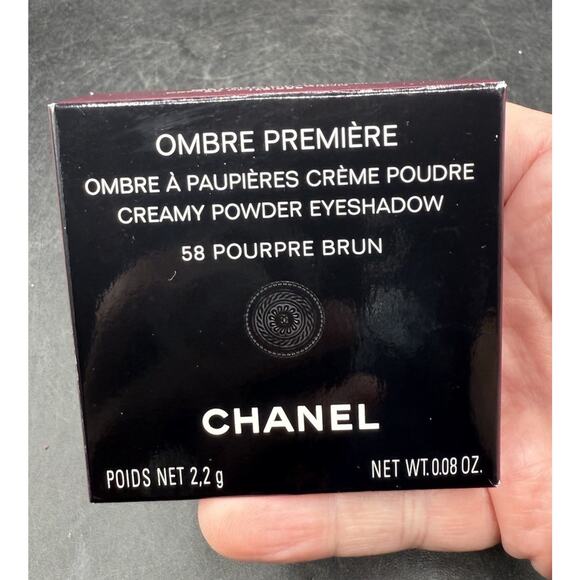 OMBRE PREMIÈRE
OMBRE À PAUPIÈRES CRÈME POUDRE
CREAMY POWDER EYESHADOW
58 POURPRE BRUN
CHANEL
POIDS NET 2,2 g
NET WT. 0.08 OZ.